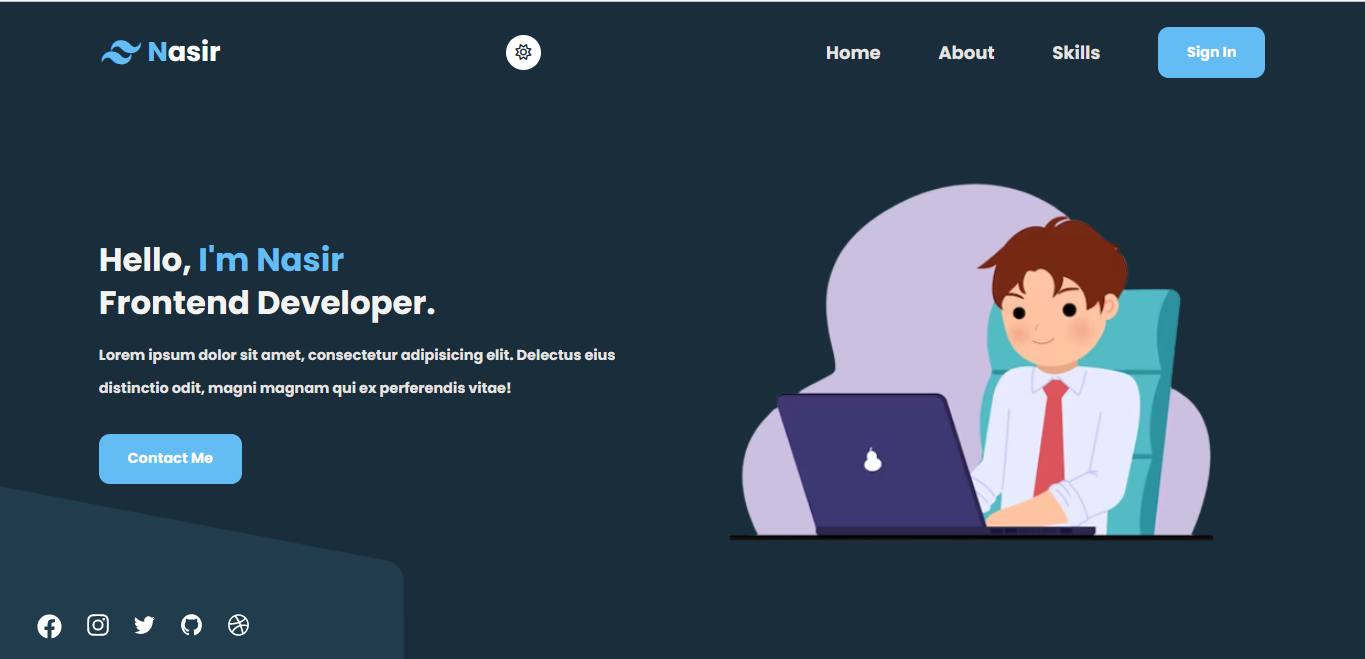 Nasir
Home About Skills Sign In
Hello, I'm Nasir
Frontend Developer.
Lorem ipsum dolor sit amet, consectetur adipisicing elit. Delectus eius
distinctio odit, magni magnam qui ex perferendis vitae!
Contact Me